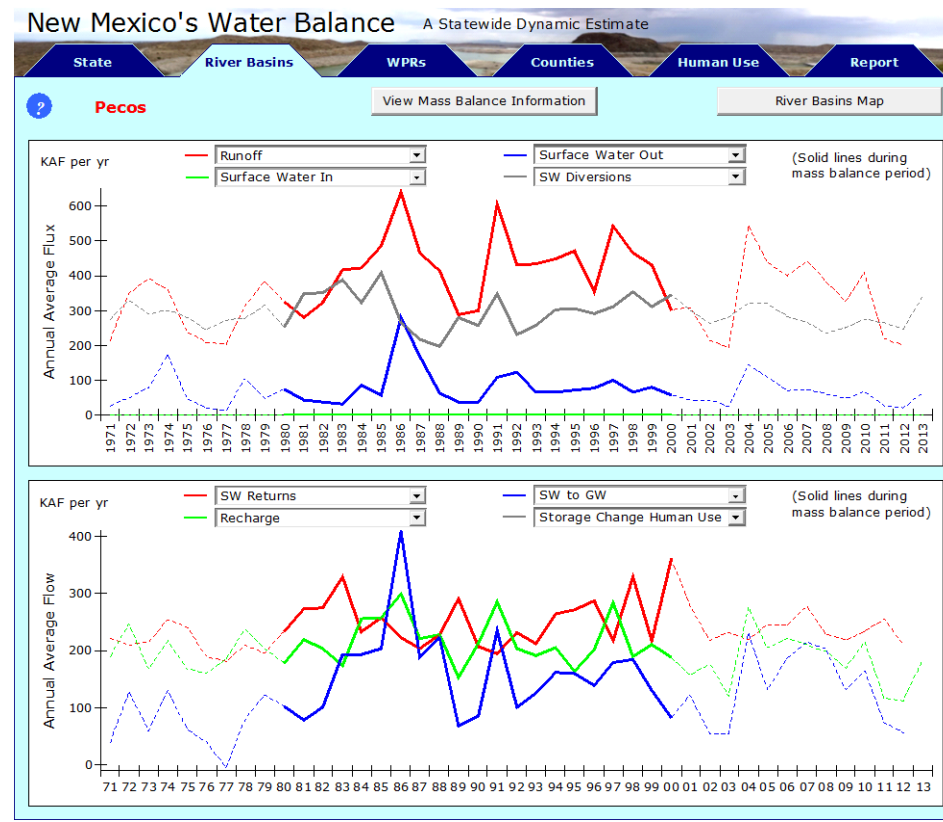 New Mexico's Water Balance A Statewide Dynamic Estimate
State River Basins WPRs Counties Human Use Report
? Pecos View Mass Balance Information River Basins Map
KAF per yr Runoff Surface Water Out (Solid lines during
Surface Water In SW Diversions mass balance period)
Annual Average Flux
600
500
400
300
200
100
0
1971 1972 1973 1974 1975 1976 1977 1978 1979 1980 1981 1982 1983 1984 1985 1986 1987 1988 1989 1990 1991 1992 1993 1994 1995 1996 1997 1998 1999 2000 2001 2002 2003 2004 2005 2006 2007 2008 2009 2010 2011 2012 2013
KAF per yr SW Returns SW to GW (Solid lines during
Recharge Storage Change Human Use mass balance period)
Annual Average Flow
400
300
200
100
0
71 72 73 74 75 76 77 78 79 80 81 82 83 84 85 86 87 88 89 90 91 92 93 94 95 96 97 98 99 00 01 02 03 04 05 06 07 08 09 10 11 12 13